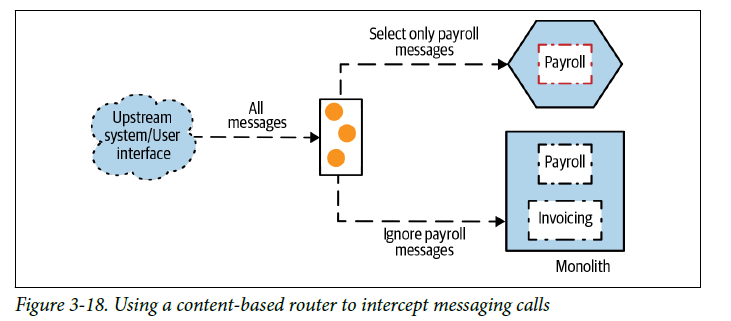 Select only payroll
messages
Payroll
All
messages
Upstream
system/User
interface
Payroll
Invoicing
Ignore payroll
messages
Monolith
Figure 3-18. Using a content-based router to intercept messaging calls